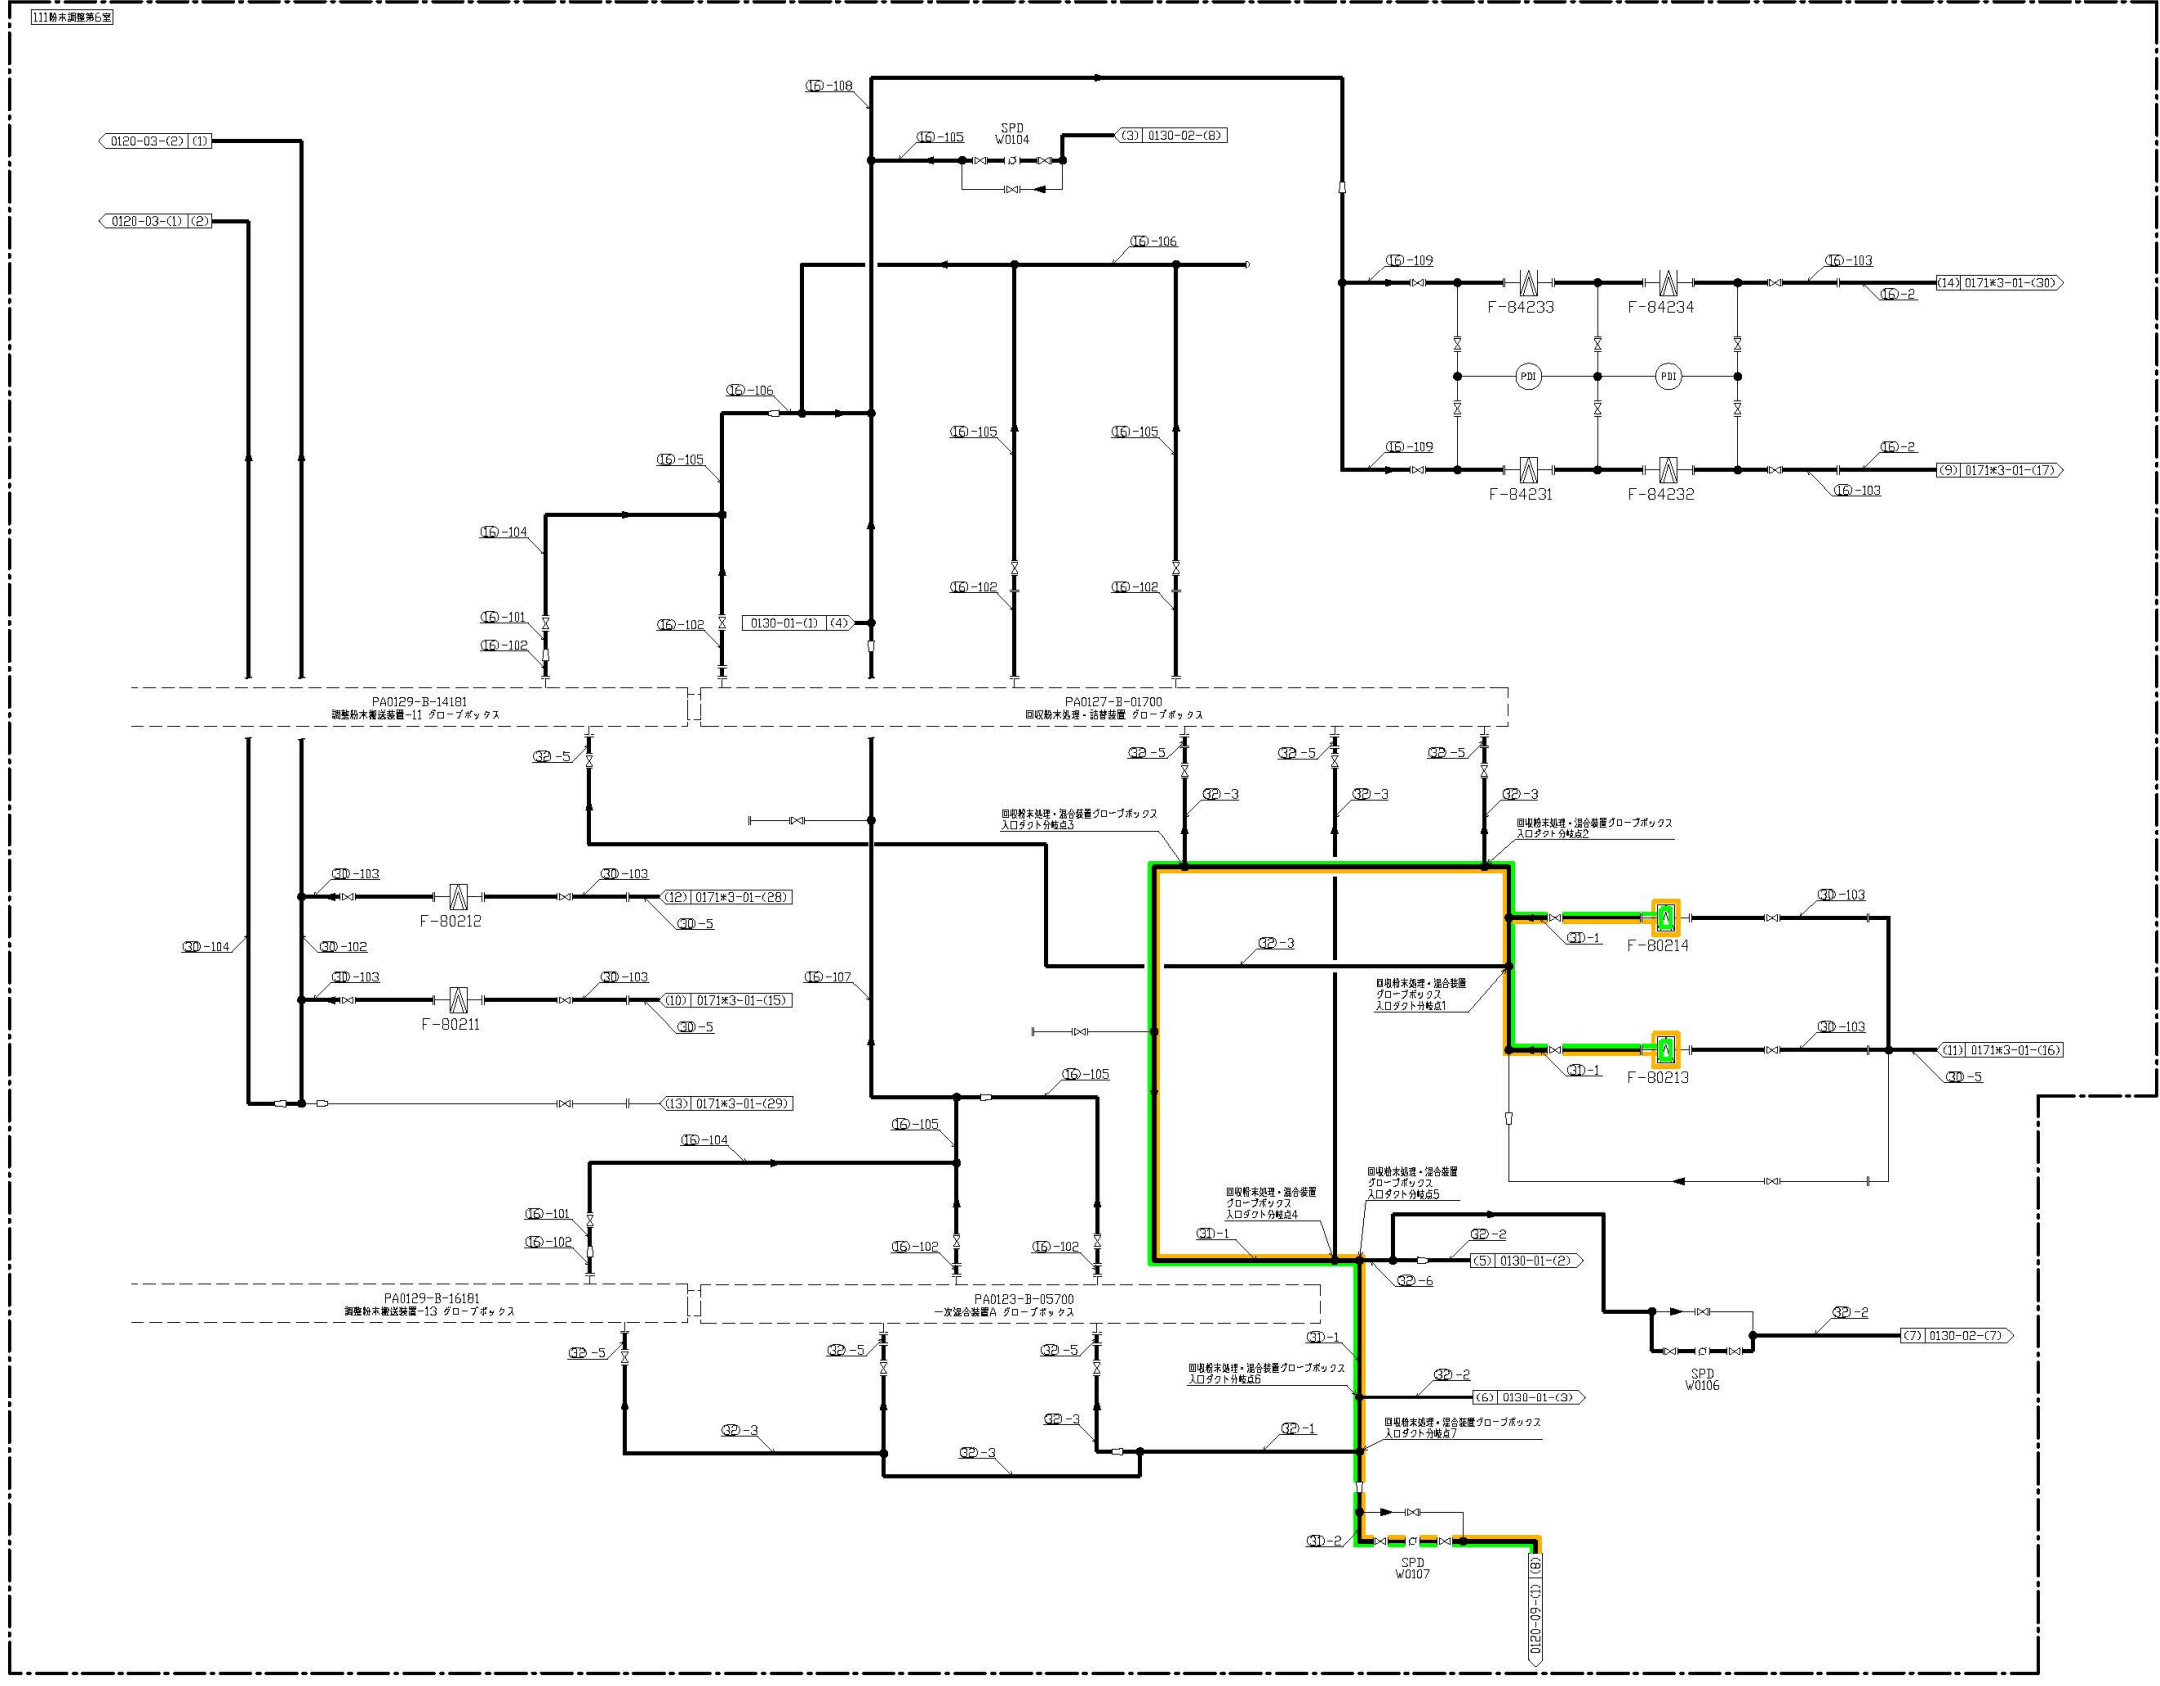 111粉末調整第6室
⑯-108
0120-03-(2) (1)
SPD
W0104
⑯-105
(3) 0130-02-(8)
0120-03-(1) (2)
⑯-106
⑯-109
⑯-103
(14) 0171*3-01-(30)
⑯-2
F-84233
F-84234
PDI
PDI
⑯-106
⑯-105
⑯-105
⑯-105
⑯-109
⑯-2
(9) 0171*3-01-(17)
⑯-103
F-84231
F-84232
⑯-104
⑯-102
⑯-102
⑯-101
⑯-102
⑯-102
0130-01-(1) (4)
PA0129-B-14181
調整粉末搬送装置-11 グローブボックス
PA0127-B-01700
回収粉末処理・詰替装置 グローブボックス
㉜-5
㉜-5
㉜-5
㉜-5
㉜-3
㉜-3
㉜-3
回収粉末処理・混合装置グローブボックス
入口ダクト分岐点3
回収粉末処理・混合装置グローブボックス
入口ダクト分岐点2
㉚-103
㉚-103
(12) 0171*3-01-(28)
㉚-5
F-80212
㉚-103
F-80214
㉛-1
㉚-104
㉚-102
㉜-3
㉚-103
㉚-103
⑯-107
(10) 0171*3-01-(15)
㉚-5
F-80211
回収粉末処理・混合装置
グローブボックス
入口ダクト分岐点1
㉚-103
(11) 0171*3-01-(16)
㉚-5
㉛-1
F-80213
⑯-105
(13) 0171*3-01-(29)
⑯-105
⑯-104
回収粉末処理・混合装置
グローブボックス
入口ダクト分岐点5
回収粉末処理・混合装置
グローブボックス
入口ダクト分岐点4
⑯-101
⑯-102
⑯-102
⑯-102
㉛-1
㉜-2
(5) 0130-01-(2)
㉜-6
PA0129-B-16181
調整粉末搬送装置-13 グローブボックス
PA0123-B-05700
一次混合装置A グローブボックス
㉜-2
(7) 0130-02-(7)
㉜-5
㉜-5
㉜-5
㉛-1
SPD
W0106
回収粉末処理・混合装置グローブボックス
入口ダクト分岐点6
㉜-2
(6) 0130-01-(3)
㉜-3
㉜-3
㉜-3
㉜-1
回収粉末処理・混合装置グローブボックス
入口ダクト分岐点7
㉛-2
SPD
W0107
0120-09-(1) (8)